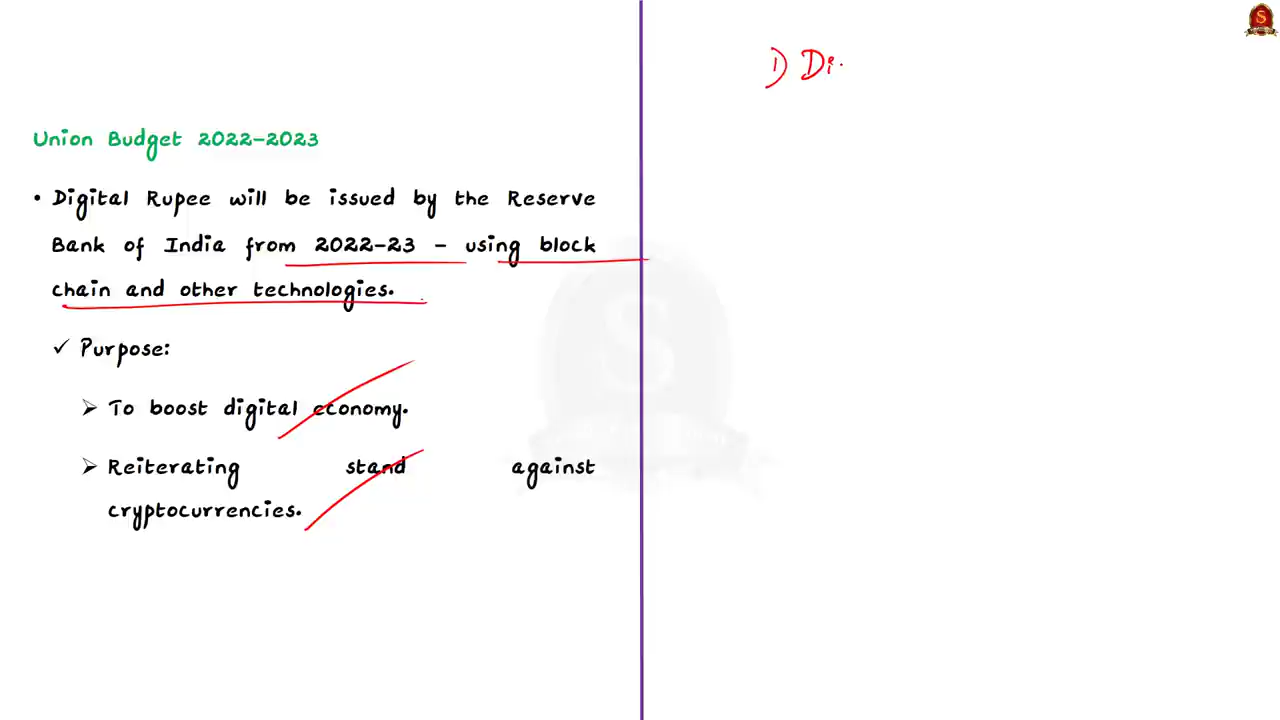 Union Budget 2022-2023
• Digital Rupee will be issued by the Reserve
Bank of India from 2022-23 - using block
chain and other technologies.
✓ Purpose:
➢ To boost digital economy.
➢ Reiterating stand against
cryptocurrencies.
1) Di